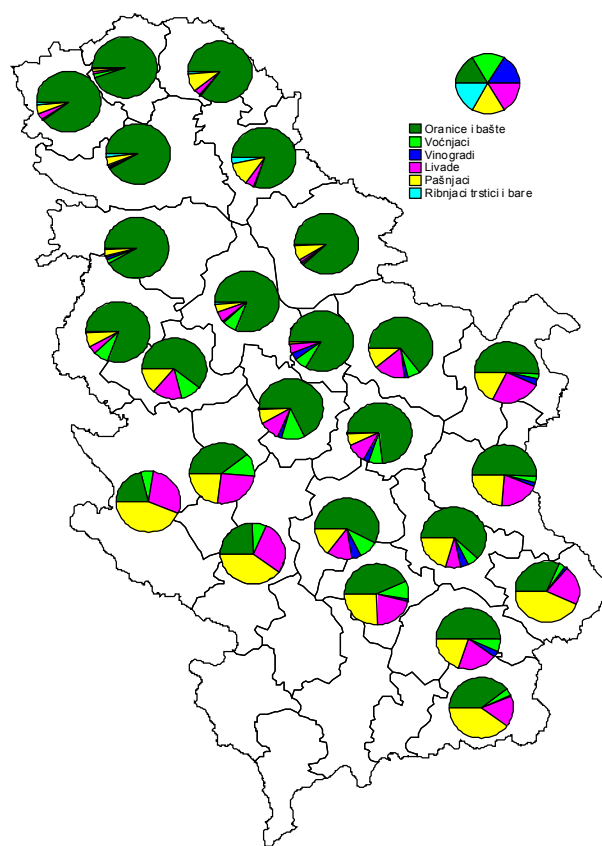 Oranice i bašte
Voćnjaci
Vinogradi
Livade
Pašnjaci
Ribnjaci trstici i bare